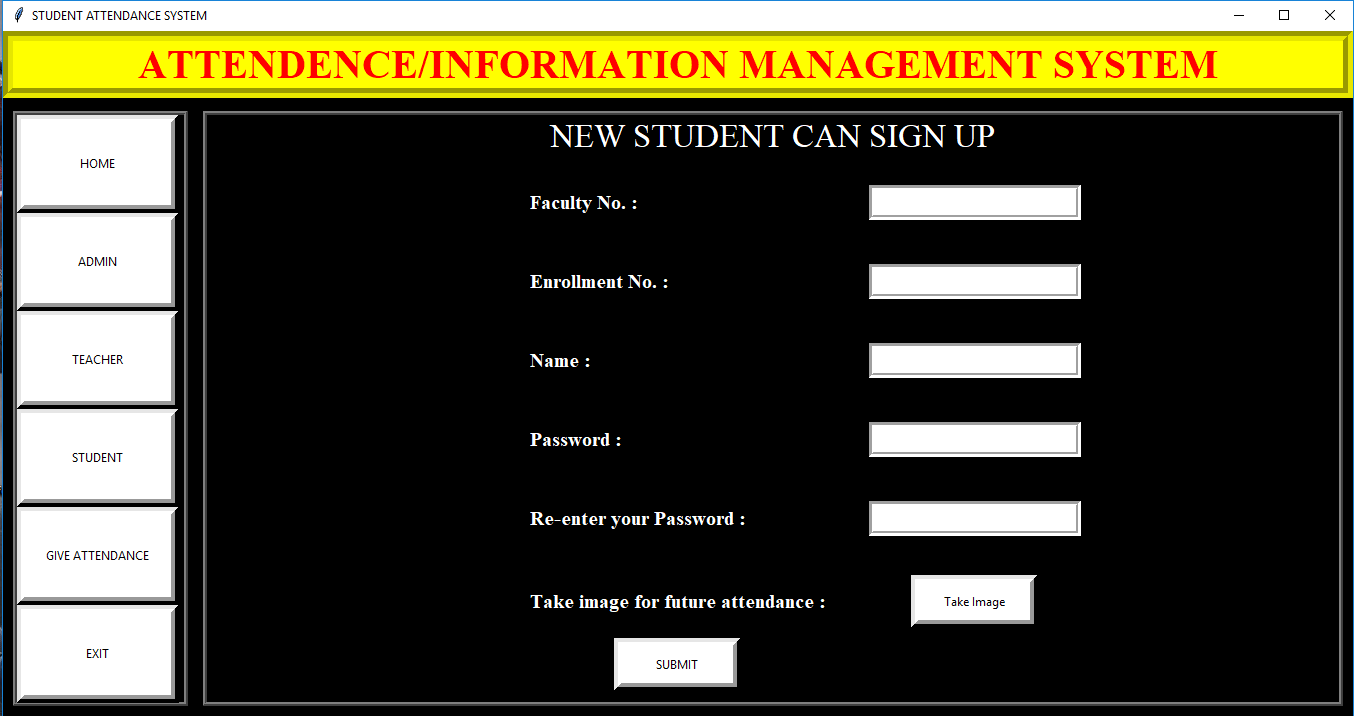 STUDENT ATTENDANCE SYSTEM
ATTENDENCE/INFORMATION MANAGEMENT SYSTEM
HOME
ADMIN
TEACHER
STUDENT
GIVE ATTENDANCE
EXIT
NEW STUDENT CAN SIGN UP
Faculty No. :
Enrollment No. :
Name :
Password :
Re-enter your Password :
Take image for future attendance :
Take Image
SUBMIT